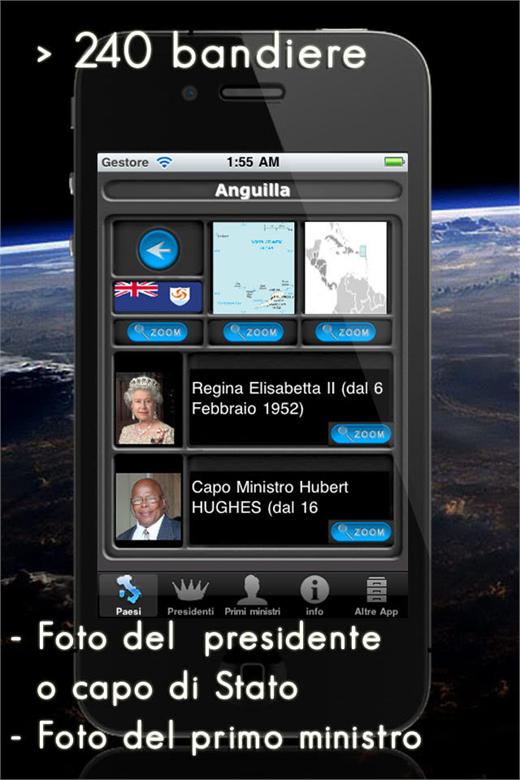 > 240 bandiere
Gestore 1:55 AM
Anguilla
ZOOM ZOOM ZOOM
Regina Elisabetta II (dal 6
Febbraio 1952)
ZOOM
Capo Ministro Hubert
HUGHES (dal 16
ZOOM
Paesi Presidenti Primi ministri info Altre App
- Foto del presidente
o capo di Stato
- Foto del primo ministro